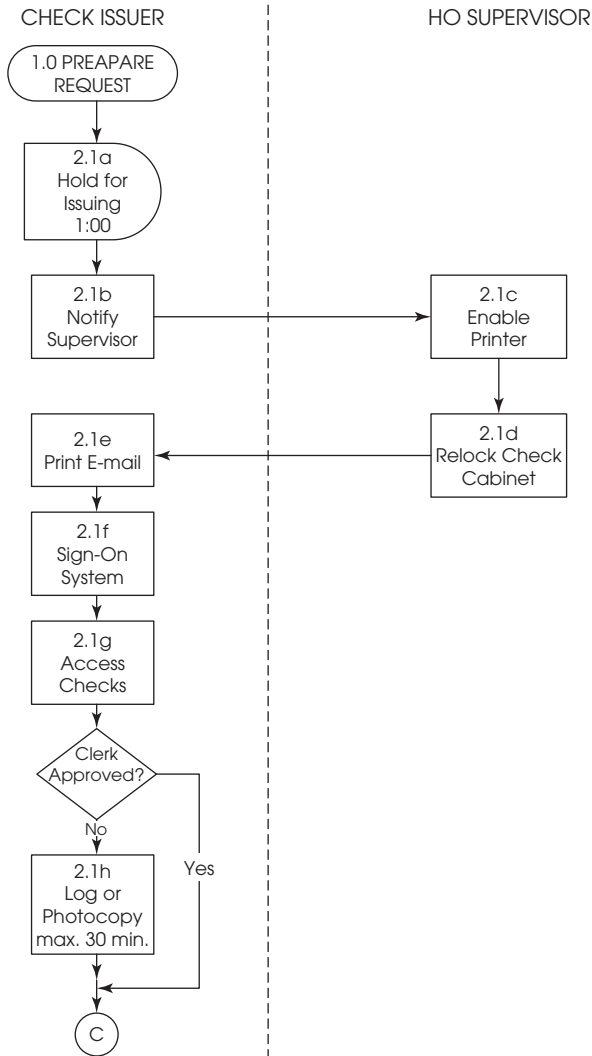 CHECK ISSUER
HO SUPERVISOR
1.0 PREAPARE
REQUEST
2.1a
Hold for
Issuing
1:00
2.1b
Notify
Supervisor
2.1c
Enable
Printer
2.1d
Relock Check
Cabinet
2.1e
Print E-mail
2.1f
Sign-On
System
2.1g
Access
Checks
Clerk
Approved?
No
Yes
2.1h
Log or
Photocopy
max. 30 min.
C